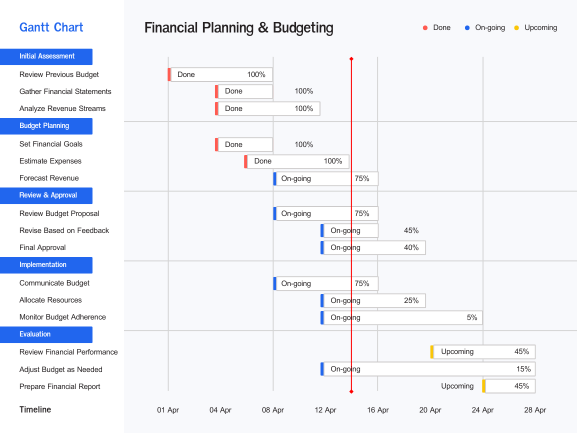 Gantt Chart
Financial Planning & Budgeting
Done On-going Upcoming
Initial Assessment
Review Previous Budget Done 100%
Gather Financial Statements Done 100%
Analyze Revenue Streams Done 100%
Budget Planning
Set Financial Goals Done 100%
Estimate Expenses Done 100%
Forecast Revenue On-going 75%
Review & Approval
Review Budget Proposal On-going 75%
Revise Based on Feedback On-going 45%
Final Approval On-going 40%
Implementation
Communicate Budget On-going 75%
Allocate Resources On-going 25%
Monitor Budget Adherence On-going 5%
Evaluation
Review Financial Performance Upcoming 45%
Adjust Budget as Needed On-going 15%
Prepare Financial Report Upcoming 45%
Timeline 01 Apr 04 Apr 08 Apr 12 Apr 16 Apr 20 Apr 24 Apr 28 Apr